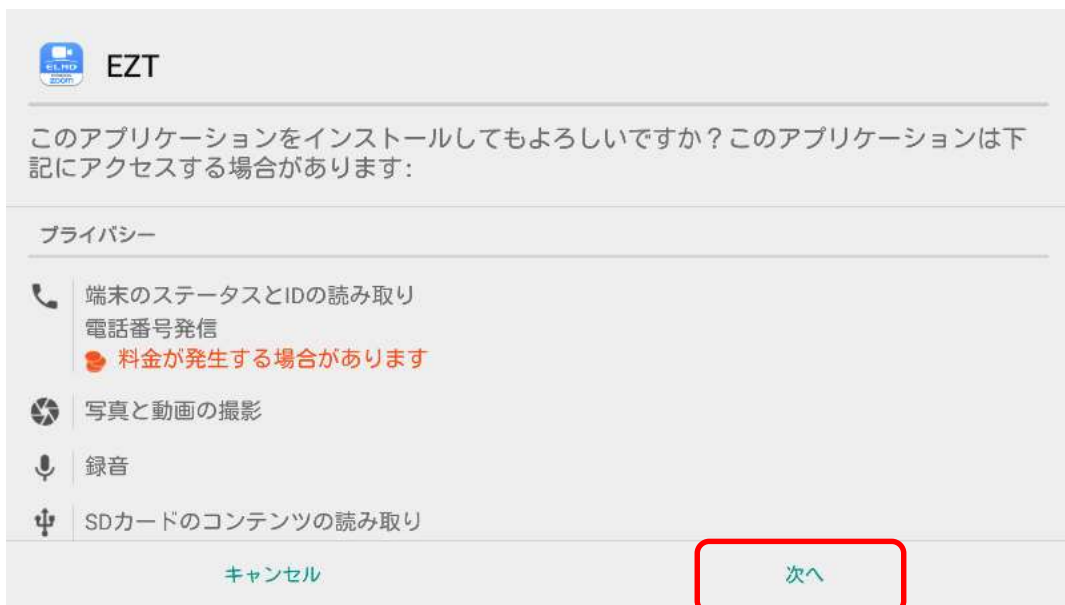 ELMO
zoom
EZT
このアプリケーションをインストールしてもよろしいですか？このアプリケーションは下
記にアクセスする場合があります：
プライバシー
端末のステータスとIDの読み取り
電話番号発信
料金が発生する場合があります
写真と動画の撮影
録音
SDカードのコンテンツの読み取り
キャンセル
次へ